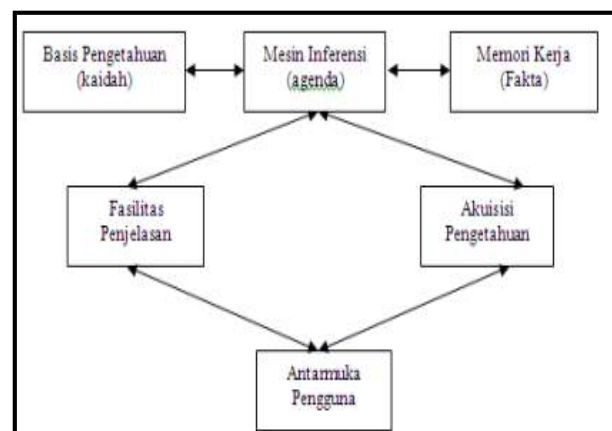 Basis Pengetahuan
(kaidah)
Mesin Inferensi
(agenda)
Memori Kerja
(Fakta)
Fasilitas
Penjelasan
Akuisisi
Pengetahuan
Antarmuka
Pengguna